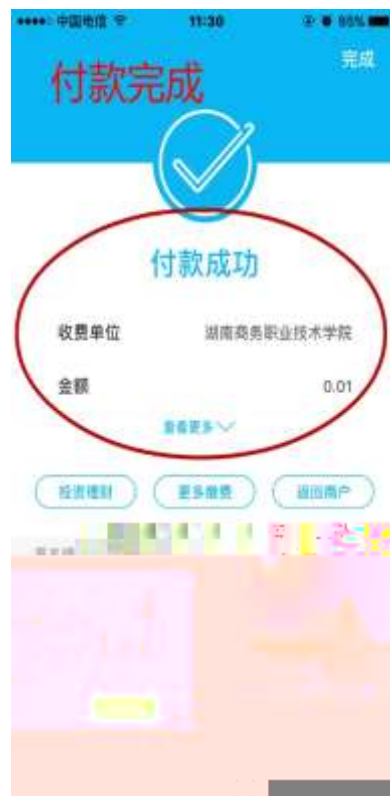 中国电信 11:30 95%
完成
付款完成
付款成功
收费单位 湖南商务职业技术学院
金额 0.01
查看更多
投资理财 更多缴费 返回商户